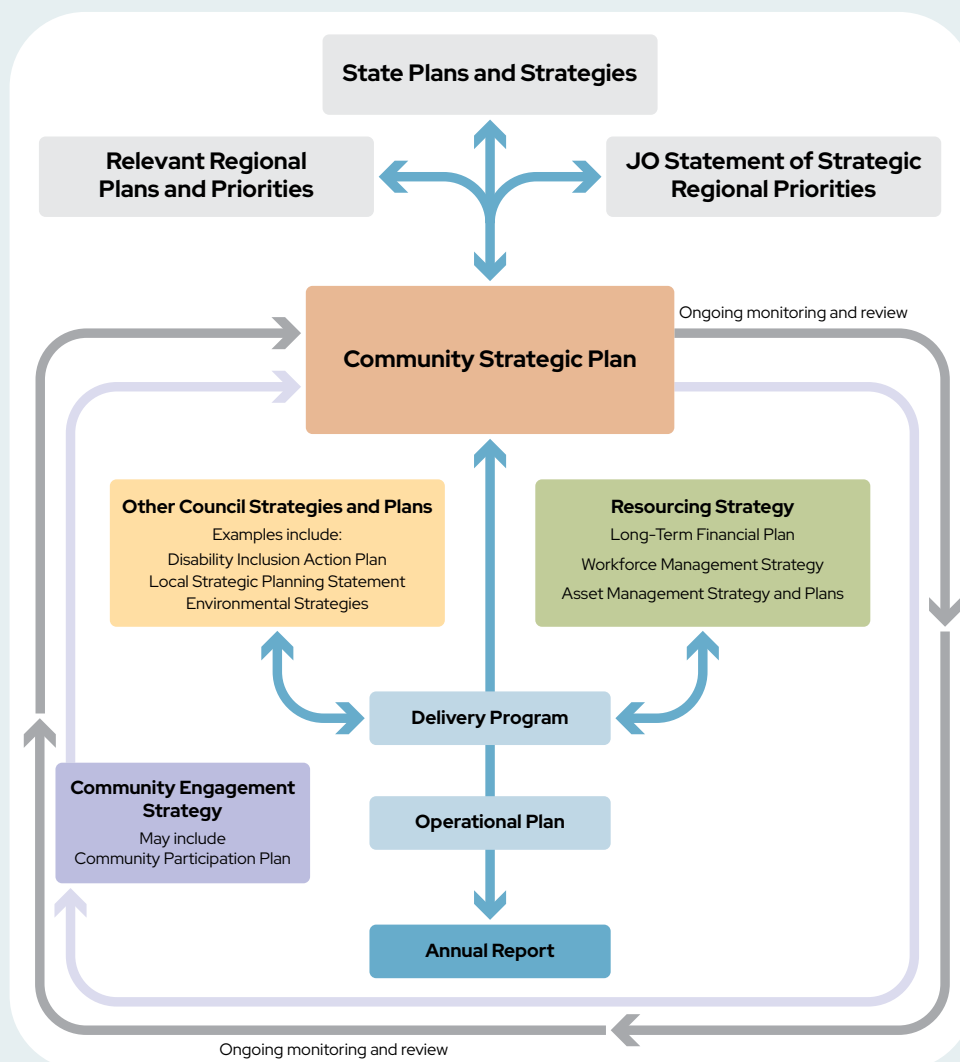 State Plans and Strategies
Relevant Regional
Plans and Priorities
JO Statement of Strategic
Regional Priorities
Ongoing monitoring and review
Community Strategic Plan
Other Council Strategies and Plans
Examples include:
Disability Inclusion Action Plan
Local Strategic Planning Statement
Environmental Strategies
Resourcing Strategy
Long-Term Financial Plan
Workforce Management Strategy
Asset Management Strategy and Plans
Delivery Program
Community Engagement
Strategy
May include
Community Participation Plan
Operational Plan
Annual Report
Ongoing monitoring and review